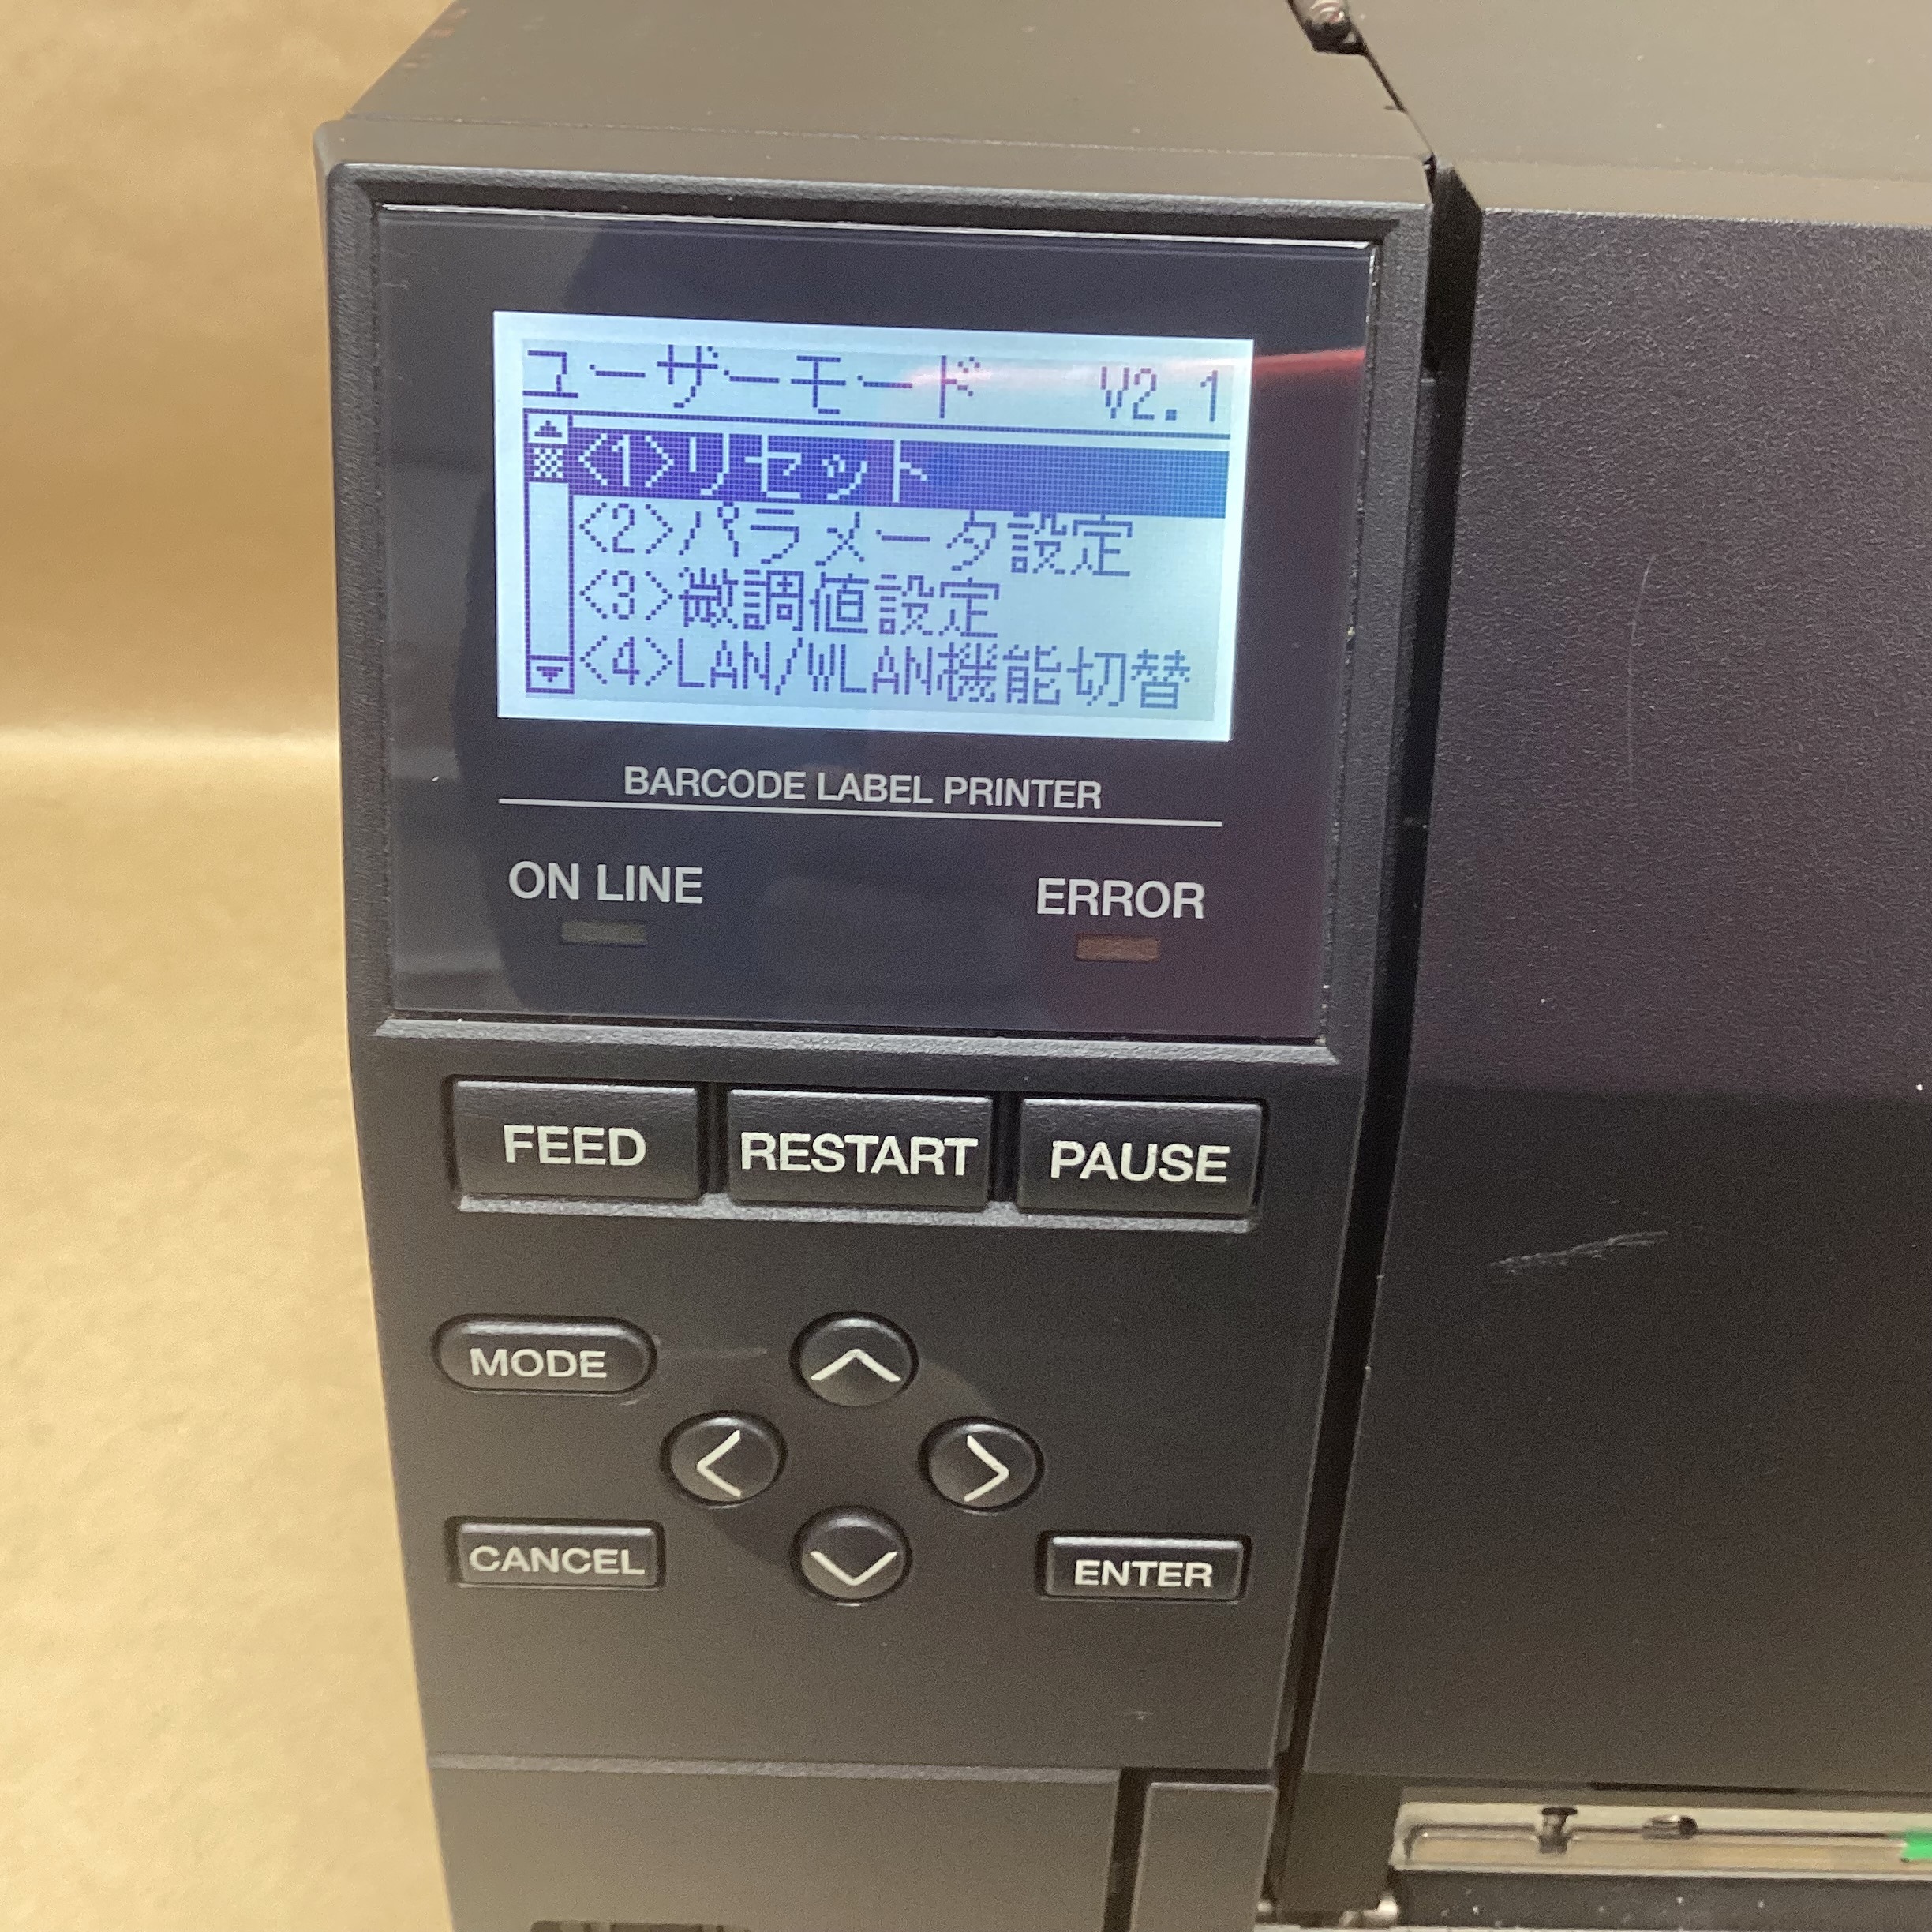 ユーザーモード V2.1
<1>リセット
<2>パラメータ設定
<3>微調値設定
<4>LAN/WLAN機能切替
BARCODE LABEL PRINTER
ON LINE ERROR
FEED RESTART PAUSE
MODE
CANCEL ENTER